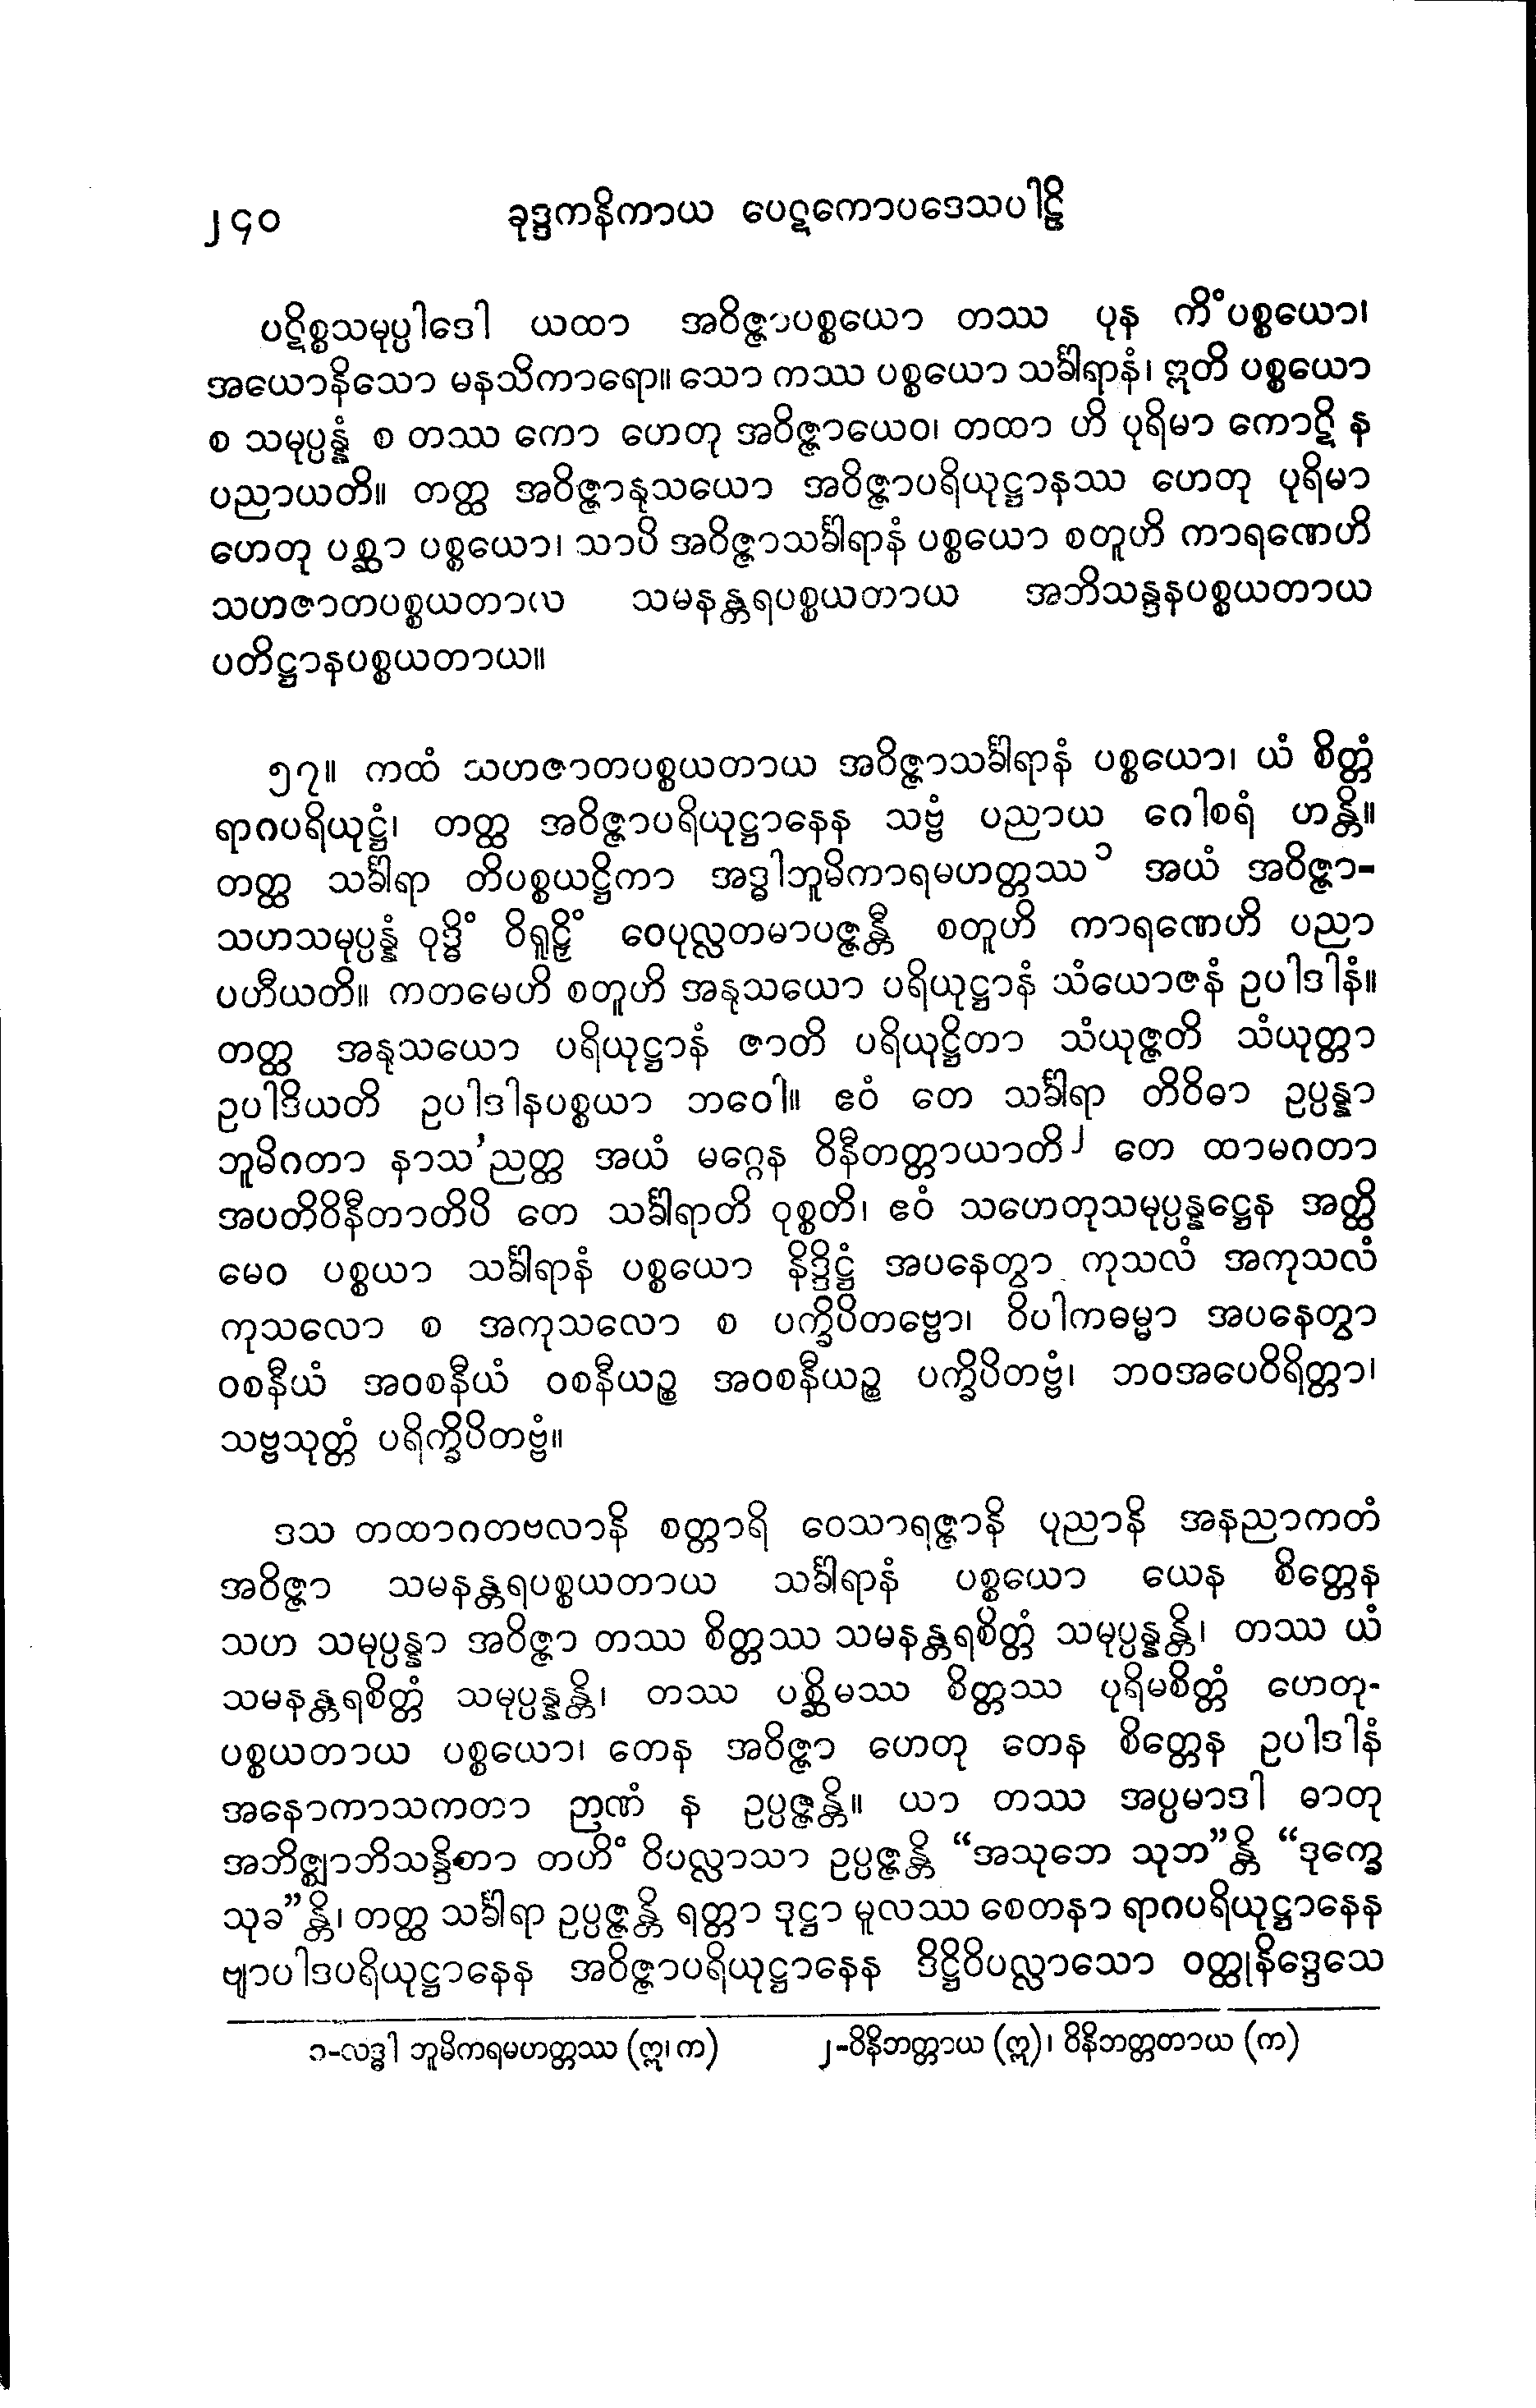 ၂၄၀
ခုဒ္ဒကနိကာယ ပေဋကောပဒေသပါဠိ
ပဋိစ္စသမုပ္ပါဒေါ ယထာ အဝိဇ္ဇာပစ္စယော တဿ ပုန ကိံပစ္စယော၊
အယောနိသော မနသိကာရော။ သော ကဿ ပစ္စယော သင်္ခါရာနံ၊ ဣတိ ပစ္စယော
စ သမုပ္ပန္နံ စ တဿ ကော ဟေတု အဝိဇ္ဇာယေဝ၊ တထာ ဟိ ပုရိမာ ကောဋိ န
ပညာယတိ။ တတ္ထ အဝိဇ္ဇာနုသယော အဝိဇ္ဇာပရိယုဋ္ဌာနဿ ဟေတု ပုရိမာ
ဟေတု ပစ္ဆာ ပစ္စယော၊ သာပိ အဝိဇ္ဇာသင်္ခါရာနံ ပစ္စယော စတူဟိ ကာရဏေဟိ
သဟဇာတပစ္စယတာယ သမနန္တရပစ္စယတာယ အဘိသန္ဒနပစ္စယတာယ
ပတိဋ္ဌာနပစ္စယတာယ။
၅၇။ ကထံ သဟဇာတပစ္စယတာယ အဝိဇ္ဇာသင်္ခါရာနံ ပစ္စယော၊ ယံ စိတ္တံ
ရာဂပရိယုဋ္ဌံ၊ တတ္ထ အဝိဇ္ဇာပရိယုဋ္ဌာနေန သဗ္ဗံ ပညာယ ဂေါစရံ ဟန္တိ။
တတ္ထ သင်္ခါရာ တိပစ္စယဋ္ဌိကာ အဒ္ဓါဘူမိကာရမဟတ္တဿ ၁ အယံ အဝိဇ္ဇာ-
သဟသမုပ္ပန္နံ ဝုဒ္ဓိံ ဝိရူဠှိံ ဝေပုလ္လတမာပဇ္ဇန္တီ စတူဟိ ကာရဏေဟိ ပညာ
ပဟီယတိ။ ကတမေဟိ စတူဟိ အနုသယော ပရိယုဋ္ဌာနံ သံယောဇနံ ဥပါဒါနံ။
တတ္ထ အနုသယော ပရိယုဋ္ဌာနံ ဇာတိ ပရိယုဋ္ဌိတာ သံယုဇ္ဇတိ သံယုတ္တာ
ဥပါဒိယတိ ဥပါဒါနပစ္စယာ ဘဝေါ။ ဧဝံ တေ သင်္ခါရာ တိဝိဓာ ဥပ္ပန္နာ
ဘူမိဂတာ နာသ’ညတ္ထ အယံ မဂ္ဂေန ဝိနီတတ္တာယာတိ ၂ တေ ထာမဂတာ
အပတိဝိနီတာတိပိ တေ သင်္ခါရာတိ ဝုစ္စတိ၊ ဧဝံ သဟေတုသမုပ္ပန္နဋ္ဌေန အတ္ထိ
မေဝ ပစ္စယာ သင်္ခါရာနံ ပစ္စယော နိဒ္ဒိဋ္ဌံ အပနေတွာ ကုသလံ အကုသလံ
ကုသလော စ အကုသလော စ ပက္ခိပိတဗ္ဗော၊ ဝိပါကဓမ္မာ အပနေတွာ
ဝစနီယံ အဝစနီယံ ဝစနီယဉ္စ အဝစနီယဉ္စ ပက္ခိပိတဗ္ဗံ၊ ဘဝအပေဝိရိတ္တာ၊
သဗ္ဗသုတ္တံ ပရိက္ခိပိတဗ္ဗံ။
ဒသ တထာဂတဗလာနိ စတ္တာရိ ဝေသာရဇ္ဇာနိ ပုညာနိ အနညာကတံ
အဝိဇ္ဇာ သမနန္တရပစ္စယတာယ သင်္ခါရာနံ ပစ္စယော ယေန စိတ္တေန
သဟ သမုပ္ပန္နာ အဝိဇ္ဇာ တဿ စိတ္တဿ သမနန္တရစိတ္တံ သမုပ္ပန္နန္တိ၊ တဿ ယံ
သမနန္တရစိတ္တံ သမုပ္ပန္နန္တိ၊ တဿ ပစ္ဆိမဿ စိတ္တဿ ပုရိမစိတ္တံ ဟေတု-
ပစ္စယတာယ ပစ္စယော၊ တေန အဝိဇ္ဇာ ဟေတု တေန စိတ္တေန ဥပါဒါနံ
အနောကာသကတာ ဉာဏံ န ဥပ္ပဇ္ဇန္တိ။ ယာ တဿ အပ္ပမာဒါ ဓာတု
အဘိဇ္ဈာဘိသန္ဒိတာ တဟိံ ဝိပလ္လာသာ ဥပ္ပဇ္ဇန္တိ “အသုဘေ သုဘ”န္တိ “ဒုက္ခေ
သုခ”န္တိ၊ တတ္ထ သင်္ခါရာ ဥပ္ပဇ္ဇန္တိ ရတ္တာ ဒုဋ္ဌာ မူလဿ စေတနာ ရာဂပရိယုဋ္ဌာနေန
ဗျာပါဒပရိယုဋ္ဌာနေန အဝိဇ္ဇာပရိယုဋ္ဌာနေန ဒိဋ္ဌိဝိပလ္လာသော ဝတ္ထုနိဒ္ဒေသေ
၁-လဒ္ဓါ ဘူမိကရမဟတ္တဿ (ဣ၊ က) ၂-ဝိနိဘတ္တာယ (ဣ)၊ ဝိနိဘတ္တတာယ (က)